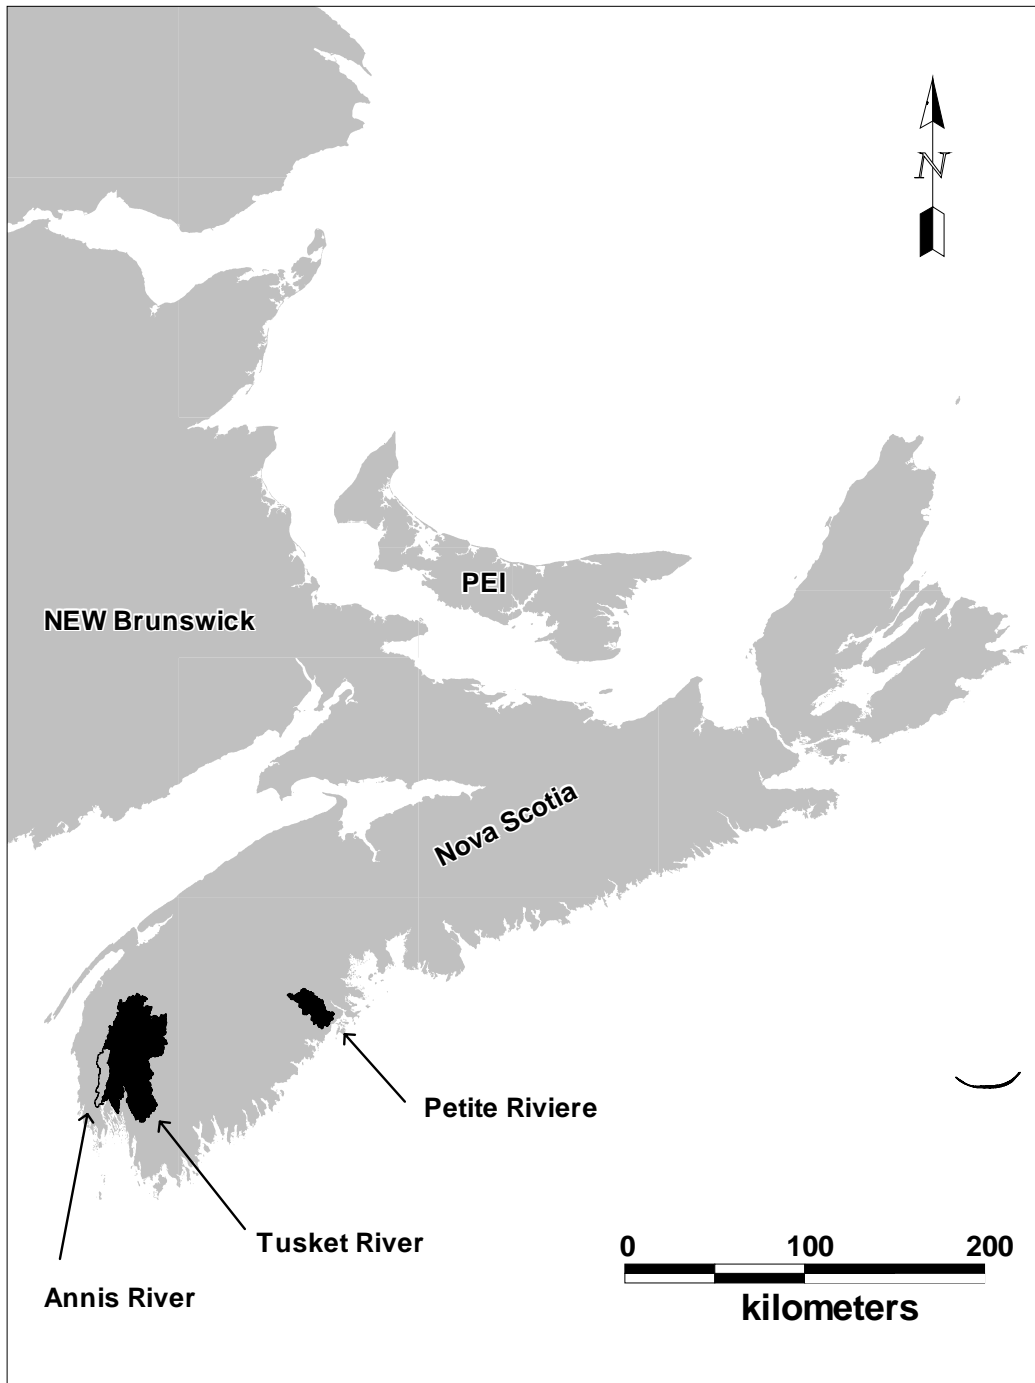 N
PEI
NEW Brunswick
Nova Scotia
Petite Riviere
Tusket River
Annis River
0 100 200
kilometers